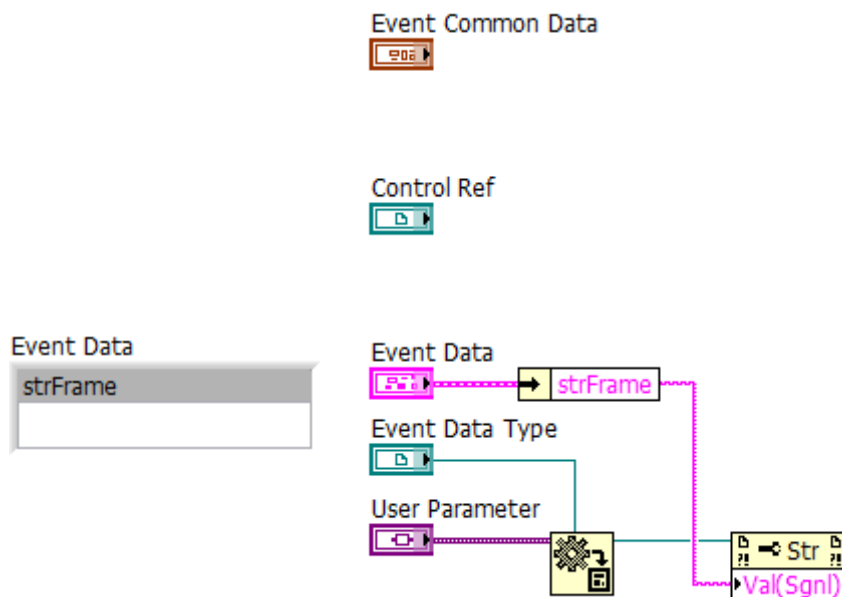 Event Common Data
Control Ref
Event Data
strFrame
Event Data
strFrame
Event Data Type
User Parameter
Str
Val(Sgnl)